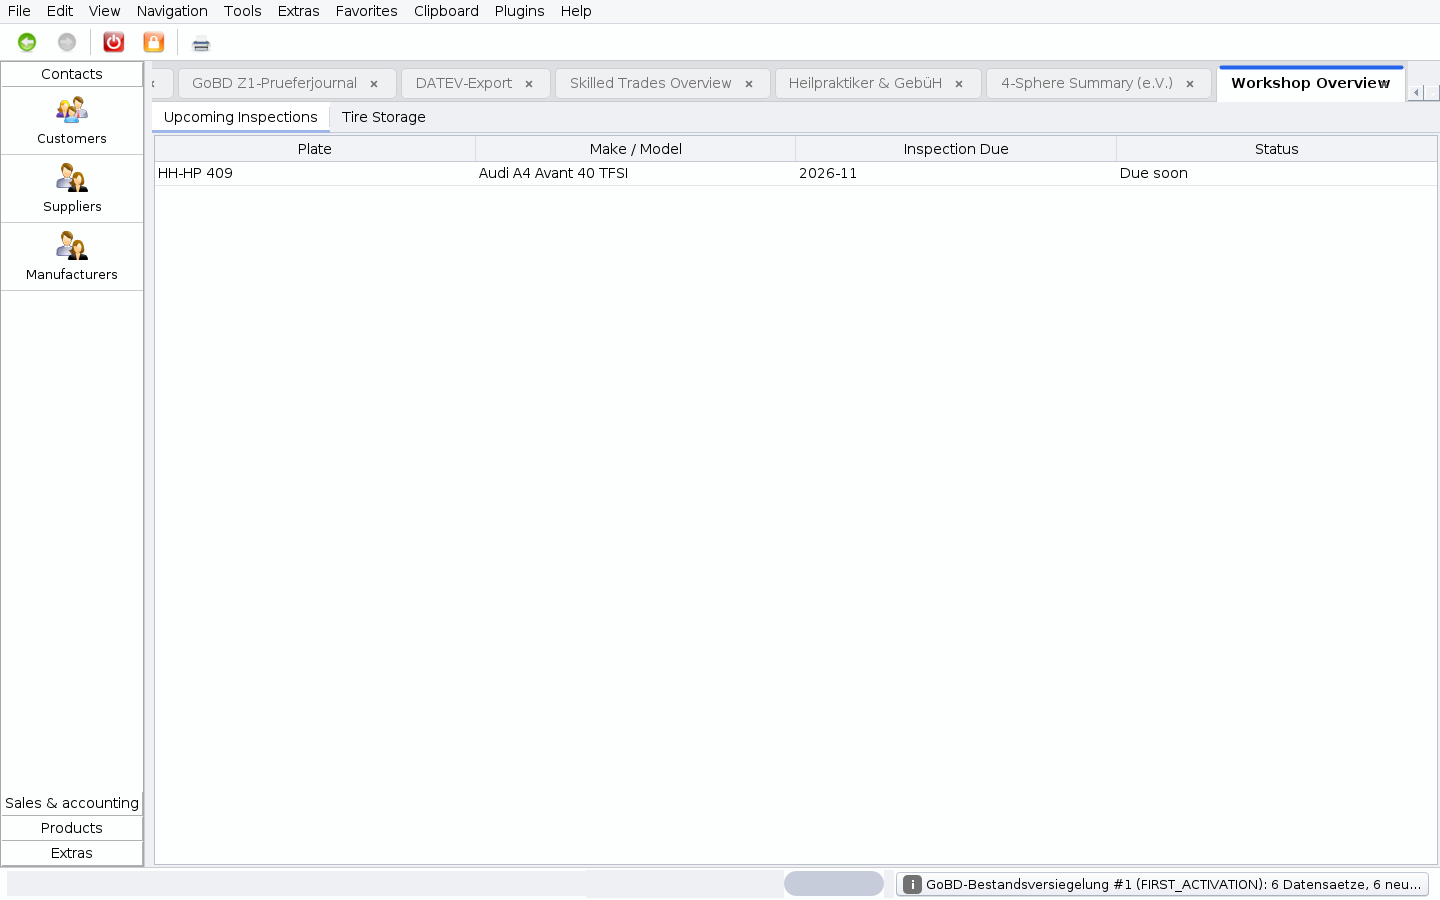 File Edit View Navigation Tools Extras Favorites Clipboard Plugins Help
Contacts
Customers
Suppliers
Manufacturers
Sales & accounting
Products
Extras
GoBD Z1-Prueferjournal DATEV-Export Skilled Trades Overview Heilpraktiker & GebüH 4-Sphere Summary (e.V.) Workshop Overview
Upcoming Inspections Tire Storage
Plate Make / Model Inspection Due Status
HH-HP 409 Audi A4 Avant 40 TFSI 2026-11 Due soon
GoBD-Bestandsversiegelung #1 (FIRST_ACTIVATION): 6 Datensaetze, 6 neu...